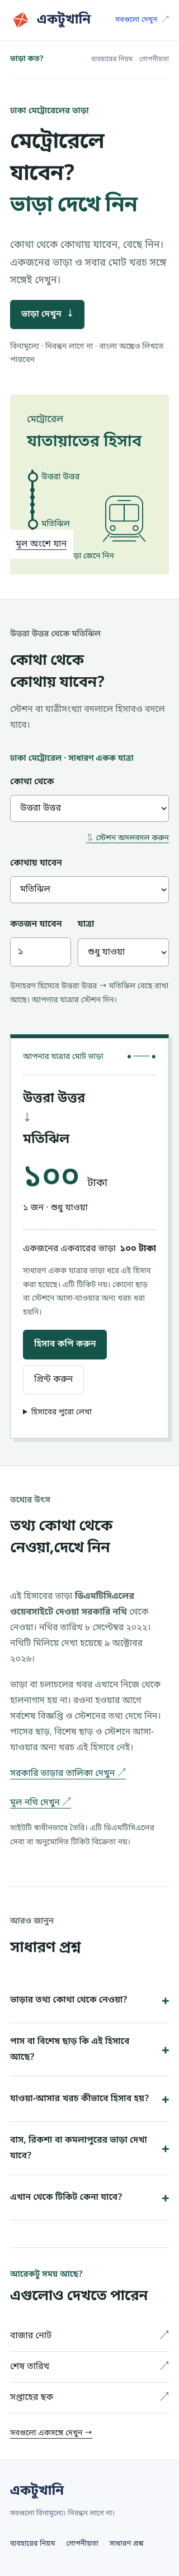 একটুখানি
সবগুলো দেখুন ↗
ভাড়া কত?
ব্যবহারের নিয়ম গোপনীয়তা
ঢাকা মেট্রোরেলের ভাড়া
মেট্রোরেলে
যাবেন?
ভাড়া দেখে নিন
কোথা থেকে কোথায় যাবেন, বেছে নিন।
একজনের ভাড়া ও সবার মোট খরচ সঙ্গে
সঙ্গেই দেখুন।
ভাড়া দেখুন ↓
বিনামূল্যে · নিবন্ধন লাগে না · বাংলা অঙ্কেও লিখতে
পারবেন
মেট্রোরেল
যাতায়াতের হিসাব
উত্তরা উত্তর
মতিঝিল
মূল অংশে যান
ড়া জেনে নিন
উত্তরা উত্তর থেকে মতিঝিল
কোথা থেকে
কোথায় যাবেন?
স্টেশন বা যাত্রীসংখ্যা বদলালে হিসাবও বদলে
যাবে।
ঢাকা মেট্রোরেল · সাধারণ একক যাত্রা
কোথা থেকে
উত্তরা উত্তর
⇅ স্টেশন অদলবদল করুন
কোথায় যাবেন
মতিঝিল
কতজন যাবেন যাত্রা
১ শুধু যাওয়া
উদাহরণ হিসেবে উত্তরা উত্তর → মতিঝিল বেছে রাখা
আছে। আপনার যাত্রার স্টেশন দিন।
আপনার যাত্রার মোট ভাড়া
উত্তরা উত্তর
↓
মতিঝিল
১০০ টাকা
১ জন · শুধু যাওয়া
একজনের একবারের ভাড়া ১০০ টাকা
সাধারণ একক যাত্রার ভাড়া ধরে এই হিসাব
করা হয়েছে। এটি টিকিট নয়। কোনো ছাড়
বা স্টেশনে আসা-যাওয়ার অন্য খরচ ধরা
হয়নি।
হিসাব কপি করুন
প্রিন্ট করুন
▶ হিসাবের পুরো লেখা
তথ্যের উৎস
তথ্য কোথা থেকে
নেওয়া,দেখে নিন
এই হিসাবের ভাড়া ডিএমটিসিএলের
ওয়েবসাইটে দেওয়া সরকারি নথি থেকে
নেওয়া। নথির তারিখ ৮ সেপ্টেম্বর ২০২২।
নথিটি মিলিয়ে দেখা হয়েছে ৯ অক্টোবর
২০২৬।
ভাড়া বা চলাচলের খবর এখানে নিজে থেকে
হালনাগাদ হয় না। রওনা হওয়ার আগে
সর্বশেষ বিজ্ঞপ্তি ও স্টেশনের তথ্য দেখে নিন।
পাসের ছাড়, বিশেষ ছাড় ও স্টেশনে আসা-
যাওয়ার অন্য খরচ এই হিসাবে নেই।
সরকারি ভাড়ার তালিকা দেখুন ↗
মূল নথি দেখুন ↗
সাইটটি স্বাধীনভাবে তৈরি। এটি ডিএমটিসিএলের
সেবা বা অনুমোদিত টিকিট বিক্রেতা নয়।
আরও জানুন
সাধারণ প্রশ্ন
ভাড়ার তথ্য কোথা থেকে নেওয়া? +
পাস বা বিশেষ ছাড় কি এই হিসাবে
আছে? +
যাওয়া-আসার খরচ কীভাবে হিসাব হয়? +
বাস, রিকশা বা কমলাপুরের ভাড়া দেখা
যাবে? +
এখান থেকে টিকিট কেনা যাবে? +
আরেকটু সময় আছে?
এগুলোও দেখতে পারেন
বাজার নোট ↗
শেষ তারিখ ↗
সপ্তাহের ছক ↗
সবগুলো একসঙ্গে দেখুন →
একটুখানি
সবগুলো বিনামূল্যে। নিবন্ধন লাগে না।
ব্যবহারের নিয়ম গোপনীয়তা সাধারণ প্রশ্ন